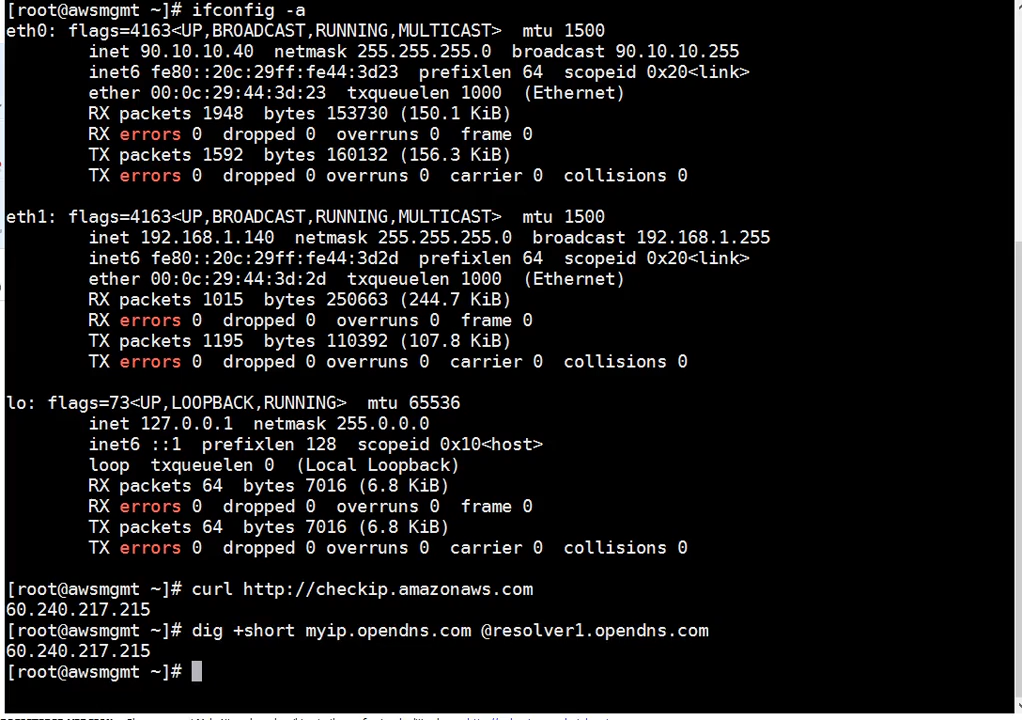 [root@awsmgmt ~]# ifconfig -a
eth0: flags=4163<UP,BROADCAST,RUNNING,MULTICAST>  mtu 1500
        inet 90.10.10.40  netmask 255.255.255.0  broadcast 90.10.10.255
        inet6 fe80::20c:29ff:fe44:3d23  prefixlen 64  scopeid 0x20<link>
        ether 00:0c:29:44:3d:23  txqueuelen 1000  (Ethernet)
        RX packets 1948  bytes 153730 (150.1 KiB)
        RX errors 0  dropped 0  overruns 0  frame 0
        TX packets 1592  bytes 160132 (156.3 KiB)
        TX errors 0  dropped 0 overruns 0  carrier 0  collisions 0

eth1: flags=4163<UP,BROADCAST,RUNNING,MULTICAST>  mtu 1500
        inet 192.168.1.140  netmask 255.255.255.0  broadcast 192.168.1.255
        inet6 fe80::20c:29ff:fe44:3d2d  prefixlen 64  scopeid 0x20<link>
        ether 00:0c:29:44:3d:2d  txqueuelen 1000  (Ethernet)
        RX packets 1015  bytes 250663 (244.7 KiB)
        RX errors 0  dropped 0  overruns 0  frame 0
        TX packets 1195  bytes 110392 (107.8 KiB)
        TX errors 0  dropped 0 overruns 0  carrier 0  collisions 0

lo: flags=73<UP,LOOPBACK,RUNNING>  mtu 65536
        inet 127.0.0.1  netmask 255.0.0.0
        inet6 ::1  prefixlen 128  scopeid 0x10<host>
        loop  txqueuelen 0  (Local Loopback)
        RX packets 64  bytes 7016 (6.8 KiB)
        RX errors 0  dropped 0  overruns 0  frame 0
        TX packets 64  bytes 7016 (6.8 KiB)
        TX errors 0  dropped 0 overruns 0  carrier 0  collisions 0

[root@awsmgmt ~]# curl http://checkip.amazonaws.com
60.240.217.215
[root@awsmgmt ~]# dig +short myip.opendns.com @resolver1.opendns.com
60.240.217.215
[root@awsmgmt ~]#